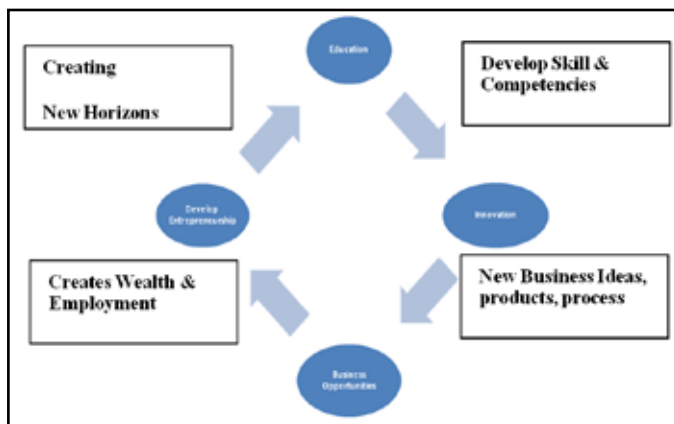 Education
Creating
New Horizons
Develop Skill &
Competencies
Develop
Entrepreneurship
Innovation
Creates Wealth &
Employment
New Business Ideas,
products, process
Business
Opportunities